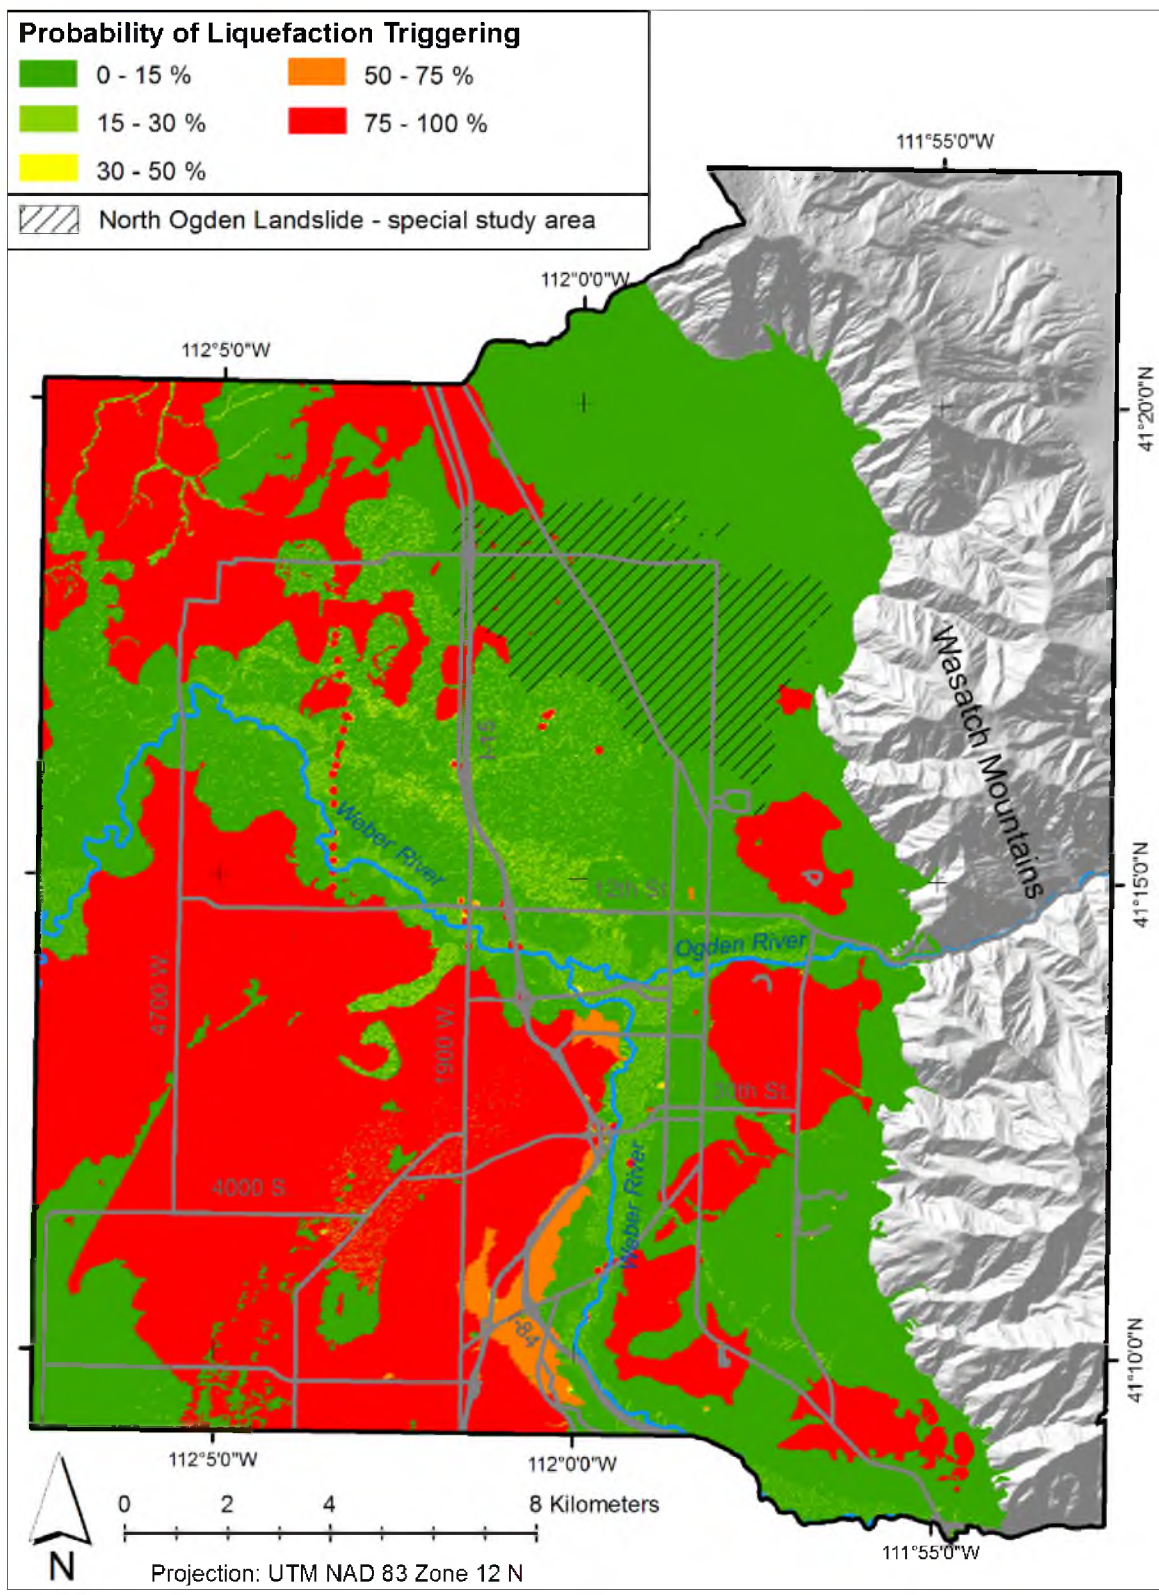 Probability of Liquefaction Triggering
0 - 15 %
50 - 75 %
15 - 30 %
75 - 100 %
30 - 50 %
North Ogden Landslide - special study area
111°55'0"W
112°0'0"W
112°5'0"W
41°20'0"N
Wasatch Mountains
I-15
Weber River
41°15'0"N
12th St.
Ogden River
4700 W.
1900 W.
30th St.
4000 S.
Weber River
I-84
41°10'0"N
112°5'0"W
112°0'0"W
0 2 4 8 Kilometers
N
111°55'0"W
Projection: UTM NAD 83 Zone 12 N